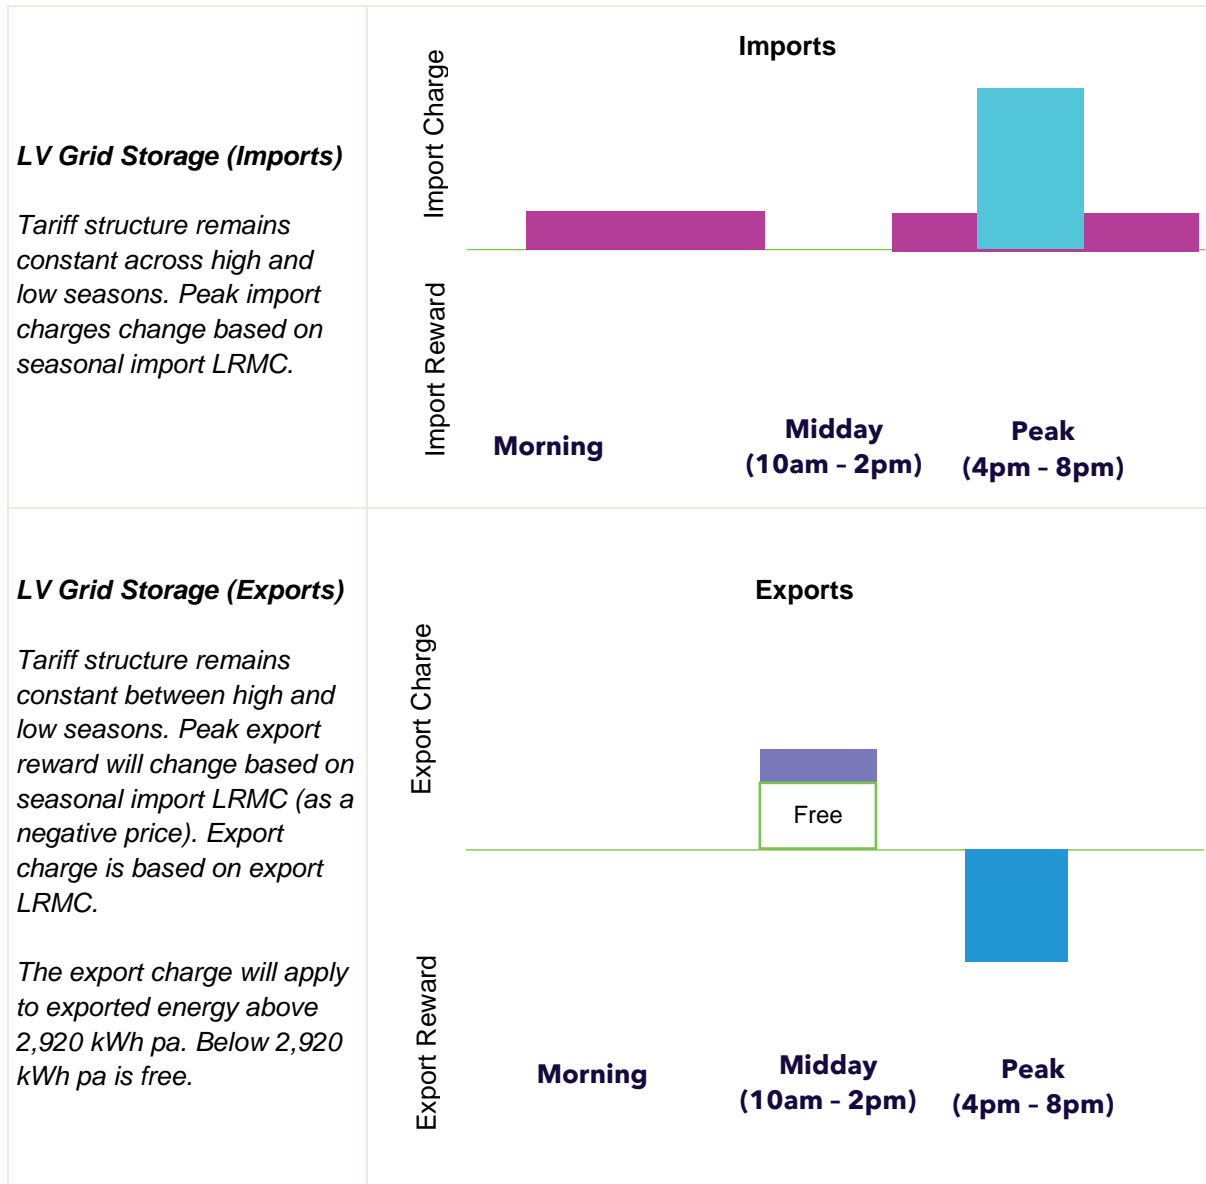 LV Grid Storage (Imports)
Tariff structure remains
constant across high and
low seasons. Peak import
charges change based on
seasonal import LRMC.
Imports
Import Charge
Import Reward
Morning
Midday
(10am – 2pm)
Peak
(4pm – 8pm)
LV Grid Storage (Exports)
Tariff structure remains
constant between high and
low seasons. Peak export
reward will change based on
seasonal import LRMC (as a
negative price). Export
charge is based on export
LRMC.
The export charge will apply
to exported energy above
2,920 kWh pa. Below 2,920
kWh pa is free.
Exports
Export Charge
Export Reward
Free
Morning
Midday
(10am – 2pm)
Peak
(4pm – 8pm)